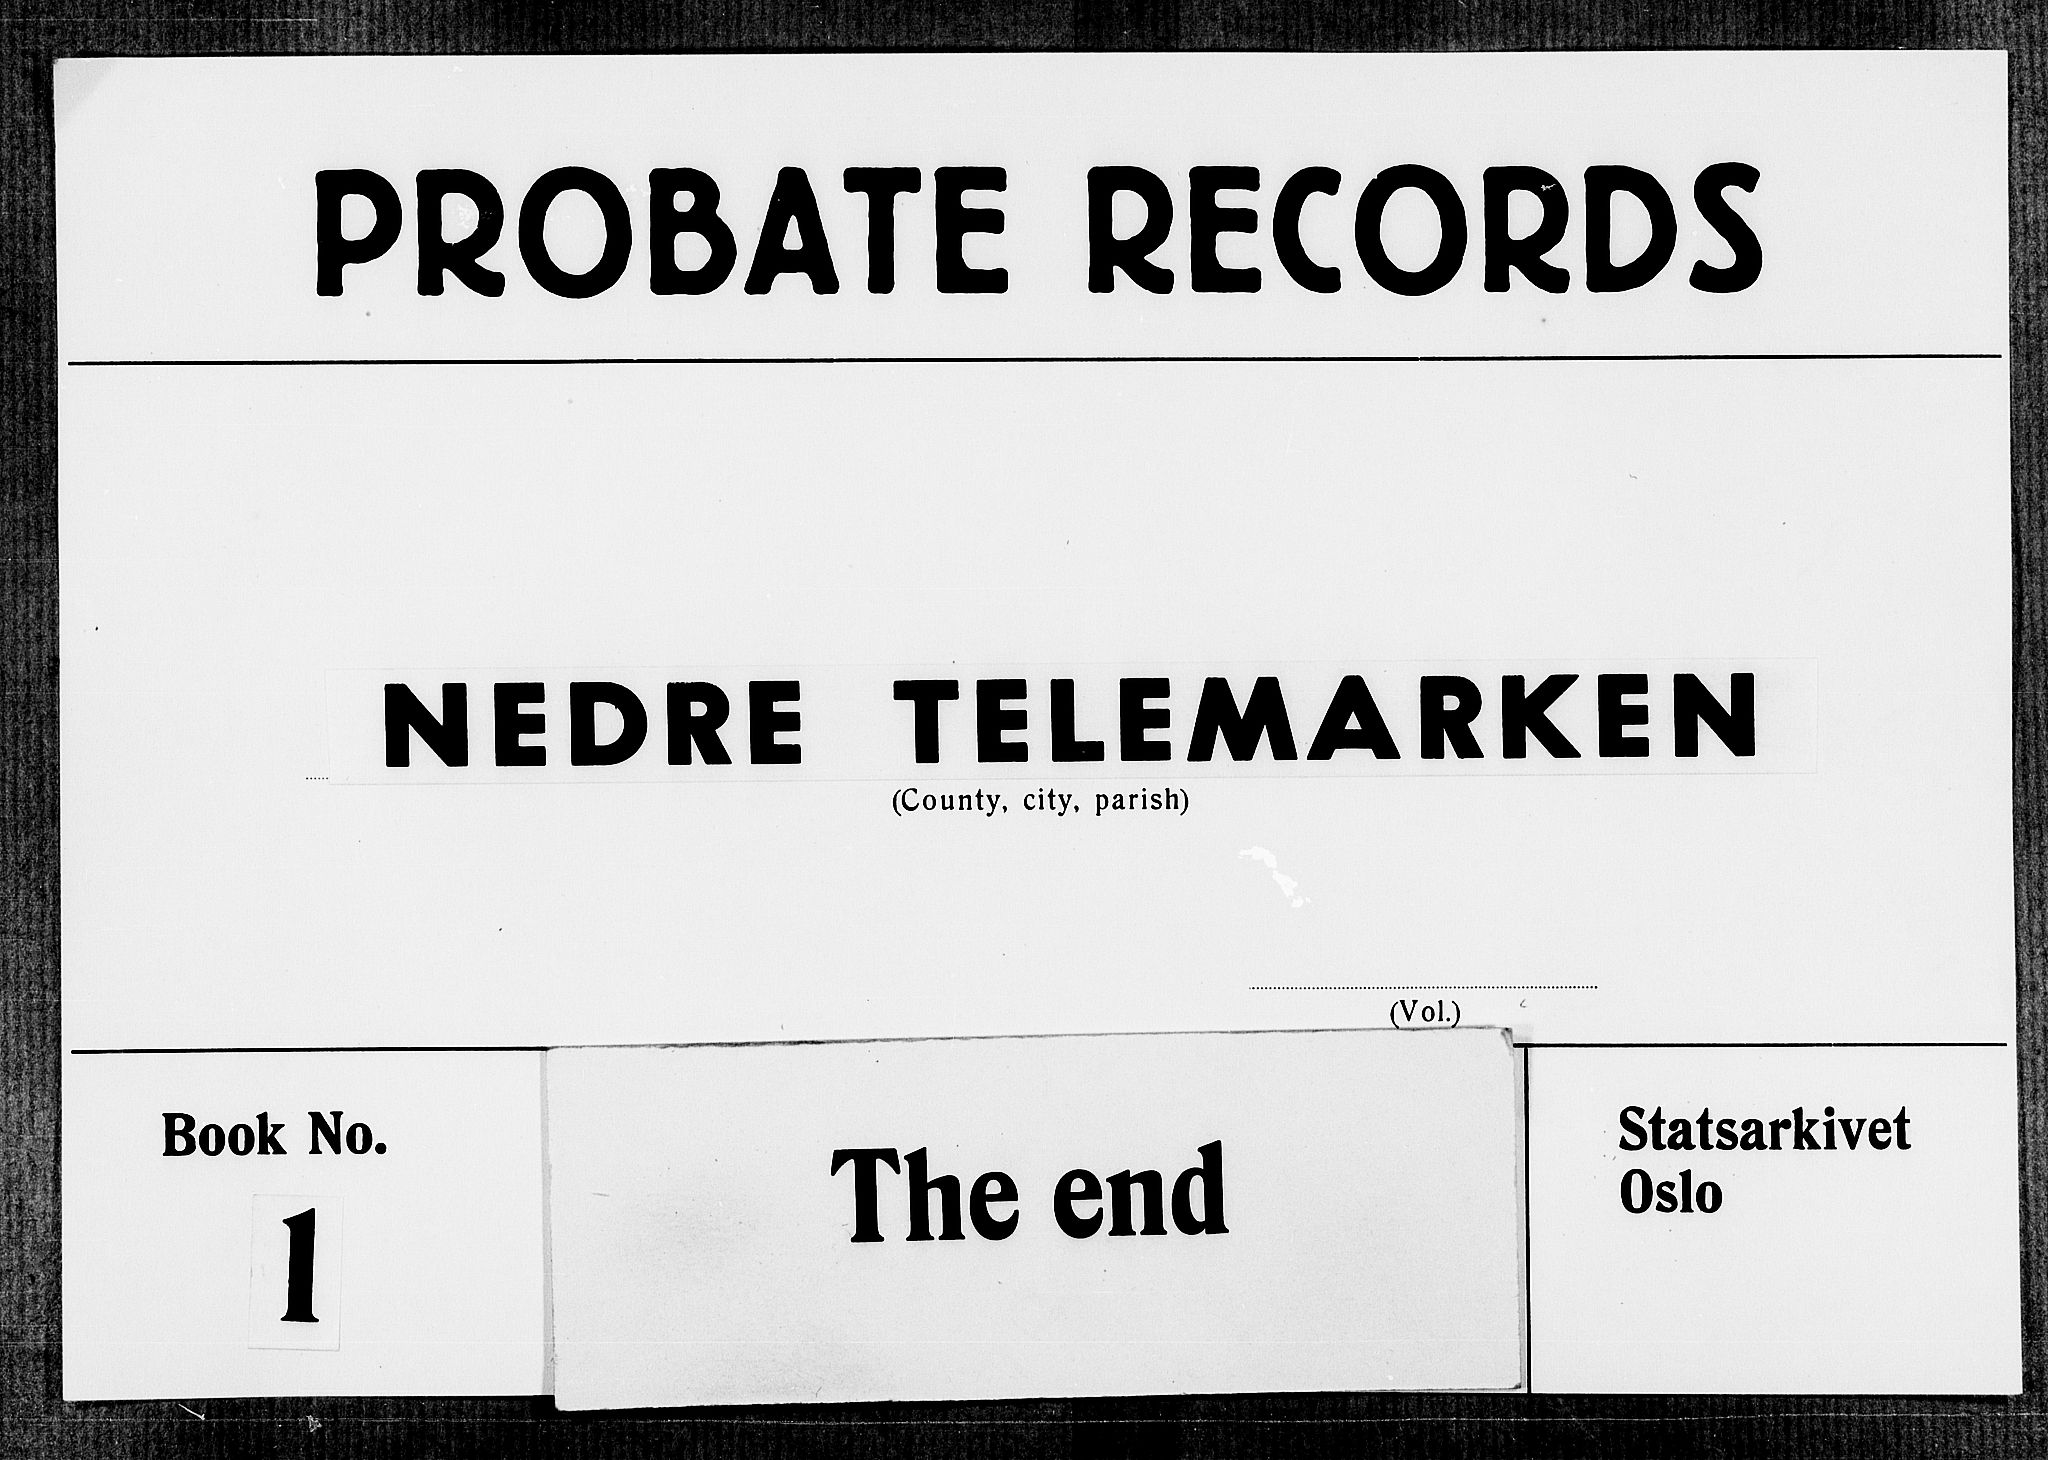 PROBATE RECORDS
NEDRE TELEMARKEN
(County, city, parish)
(Vol.)
Book No.
1
The end
Statsarkivet
Oslo